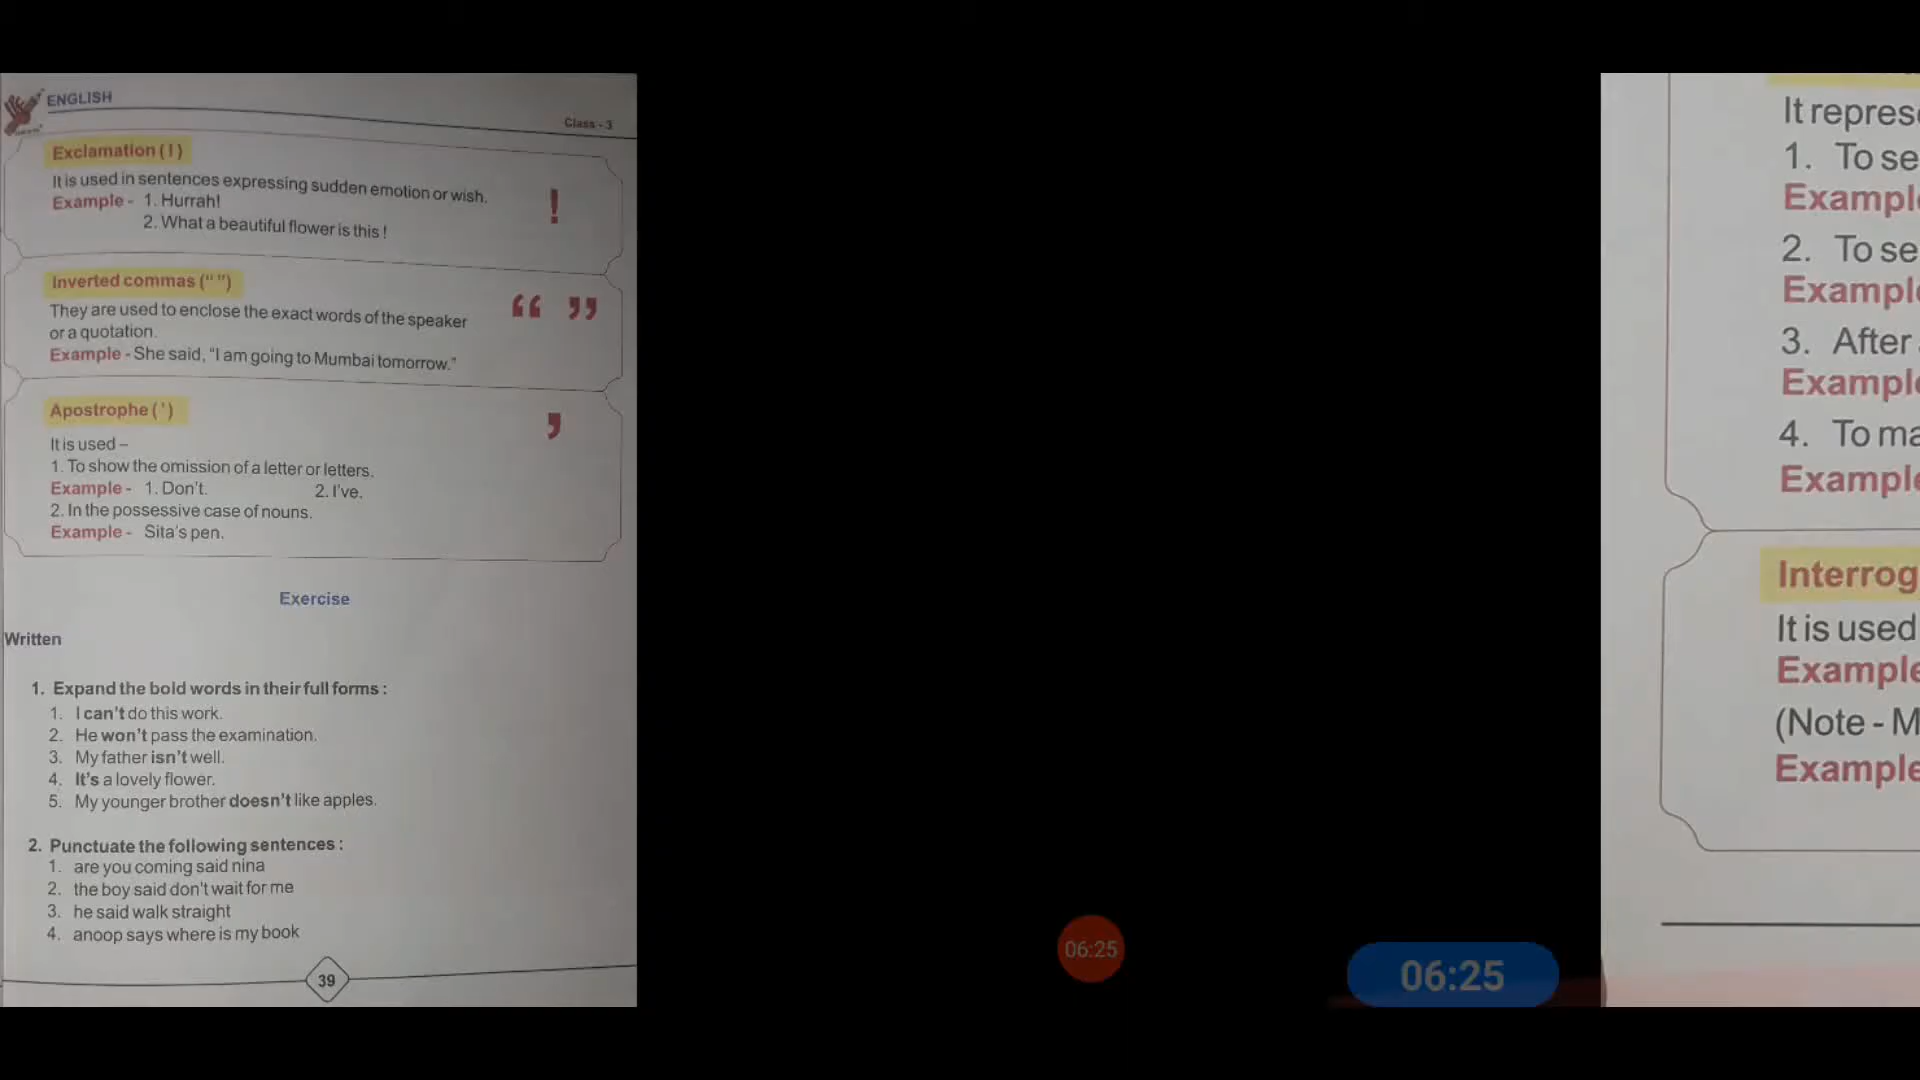 ENGLISH
Class - 3
Exclamation ( ! )
It is used in sentences expressing sudden emotion or wish.
Example - 1. Hurrah!
2. What a beautiful flower is this !
!
Inverted commas (“ ”)
They are used to enclose the exact words of the speaker
or a quotation.
Example - She said, “I am going to Mumbai tomorrow.”
“ ”
Apostrophe ( ’ )
’
It is used –
1. To show the omission of a letter or letters.
Example - 1. Don’t. 2. I’ve.
2. In the possessive case of nouns.
Example - Sita’s pen.
Exercise
Written
1. Expand the bold words in their full forms :
1. I can’t do this work.
2. He won’t pass the examination.
3. My father isn’t well.
4. It’s a lovely flower.
5. My younger brother doesn’t like apples.
2. Punctuate the following sentences :
1. are you coming said nina
2. the boy said don't wait for me
3. he said walk straight
4. anoop says where is my book
39
06:25
06:25
It repres
1. To se
Example
2. To se
Example
3. After
Example
4. To ma
Example
Interrog
It is used
Example
(Note - M
Example